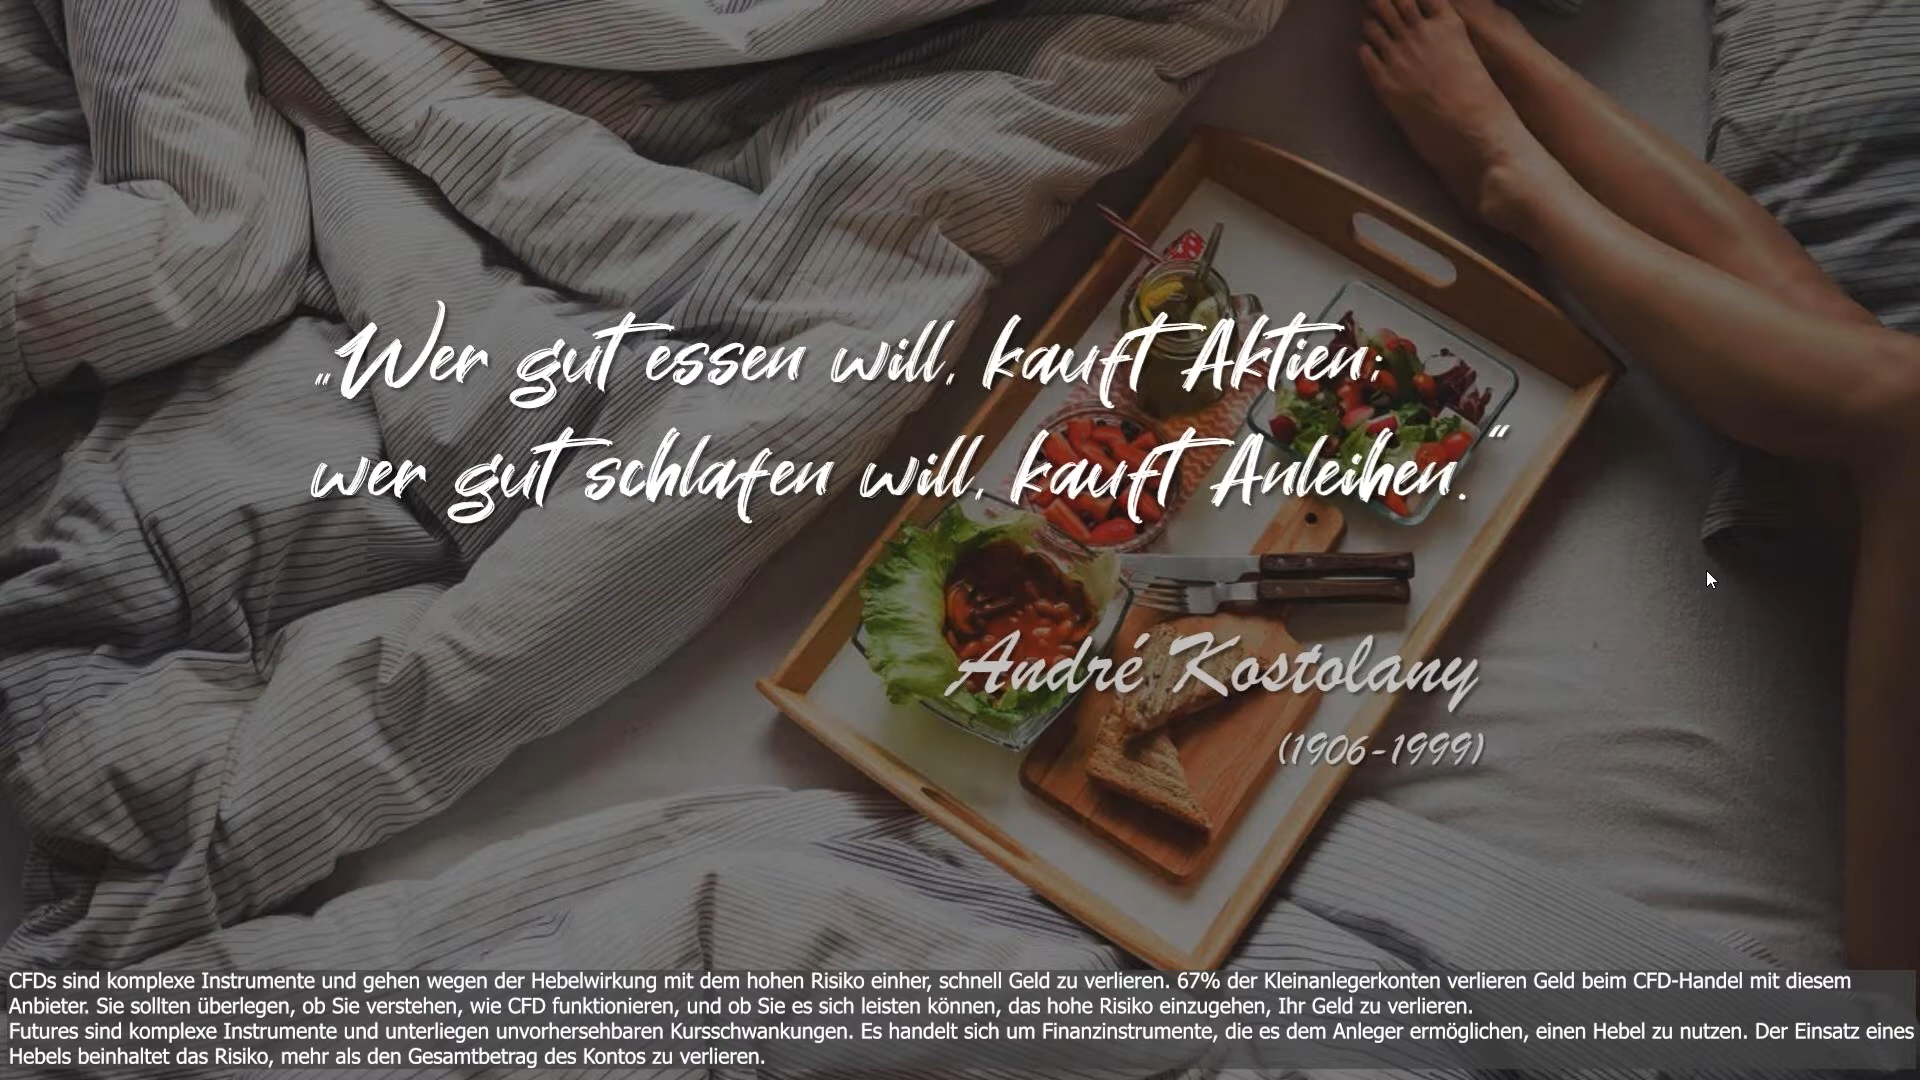 „Wer gut essen will, kauft Aktien;
wer gut schlafen will, kauft Anleihen.“
André Kostolany
(1906-1999)
CFDs sind komplexe Instrumente und gehen wegen der Hebelwirkung mit dem hohen Risiko einher, schnell Geld zu verlieren. 67% der Kleinanlegerkonten verlieren Geld beim CFD-Handel mit diesem
Anbieter. Sie sollten überlegen, ob Sie verstehen, wie CFD funktionieren, und ob Sie es sich leisten können, das hohe Risiko einzugehen, Ihr Geld zu verlieren.
Futures sind komplexe Instrumente und unterliegen unvorhersehbaren Kursschwankungen. Es handelt sich um Finanzinstrumente, die es dem Anleger ermöglichen, einen Hebel zu nutzen. Der Einsatz eines
Hebels beinhaltet das Risiko, mehr als den Gesamtbetrag des Kontos zu verlieren.